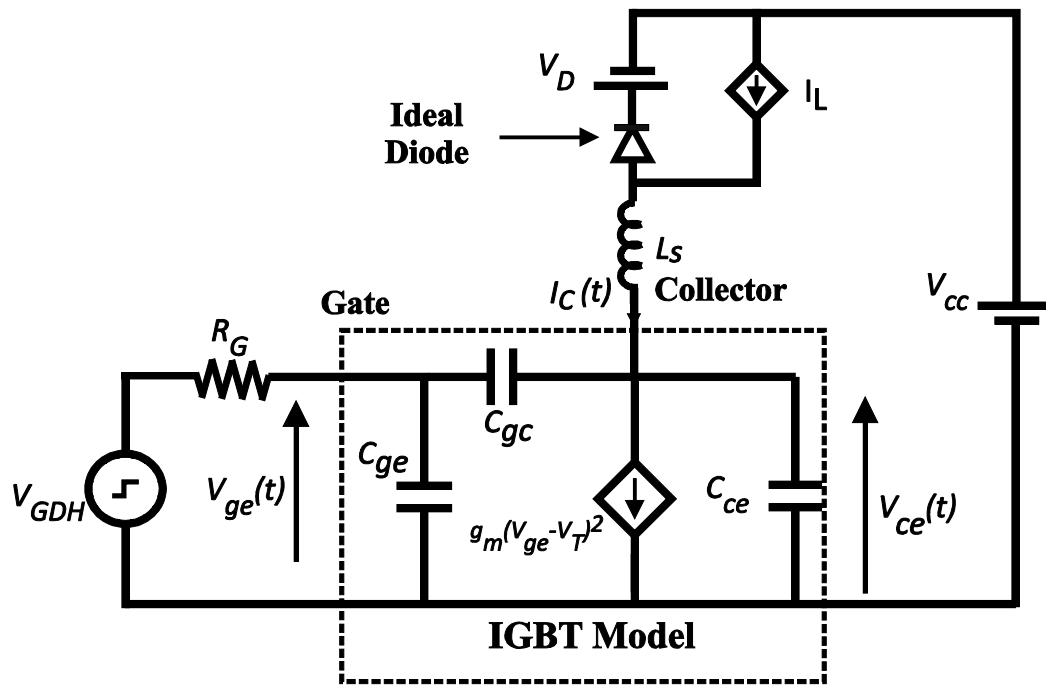 V_D
I_L
Ideal
Diode
L_S
I_C (t)
Collector
V_cc
Gate
R_G
C_gc
C_ge
V_GDH
V_ge(t)
g_m(V_ge-V_T)^2
C_ce
V_ce(t)
IGBT Model